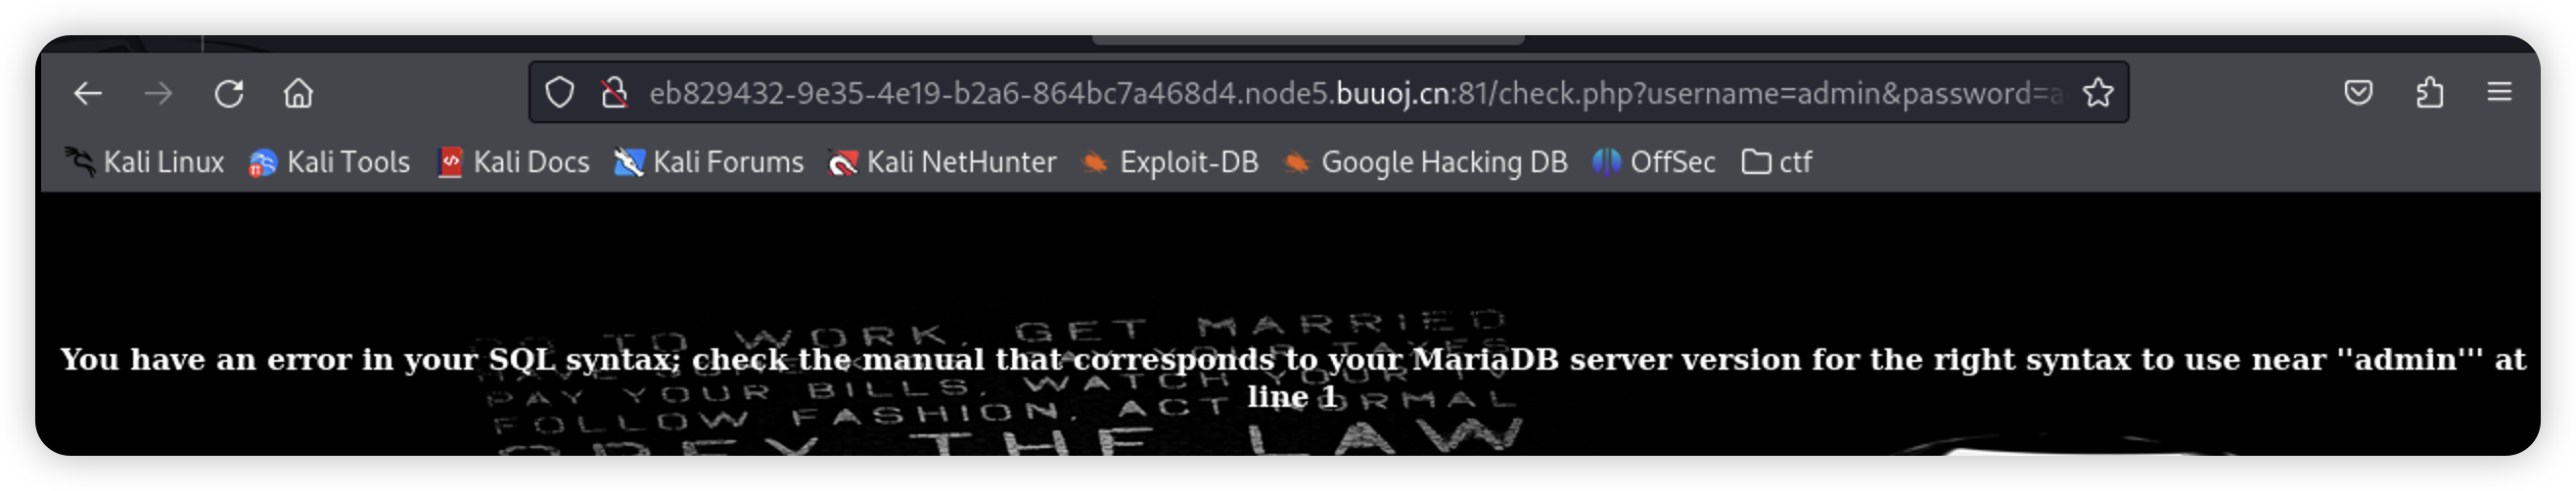 eb829432-9e35-4e19-b2a6-864bc7a468d4.node5.buuoj.cn:81/check.php?username=admin&password=a
Kali Linux Kali Tools Kali Docs Kali Forums Kali NetHunter Exploit-DB Google Hacking DB OffSec ctf
GO TO WORK, GET MARRIED
You have an error in your SQL syntax; check the manual that corresponds to your MariaDB server version for the right syntax to use near ''admin''' at
line 1
PAY YOUR BILLS, WATCH YOUR TV
FOLLOW FASHION, ACT NORMAL
OBEY THE LAW